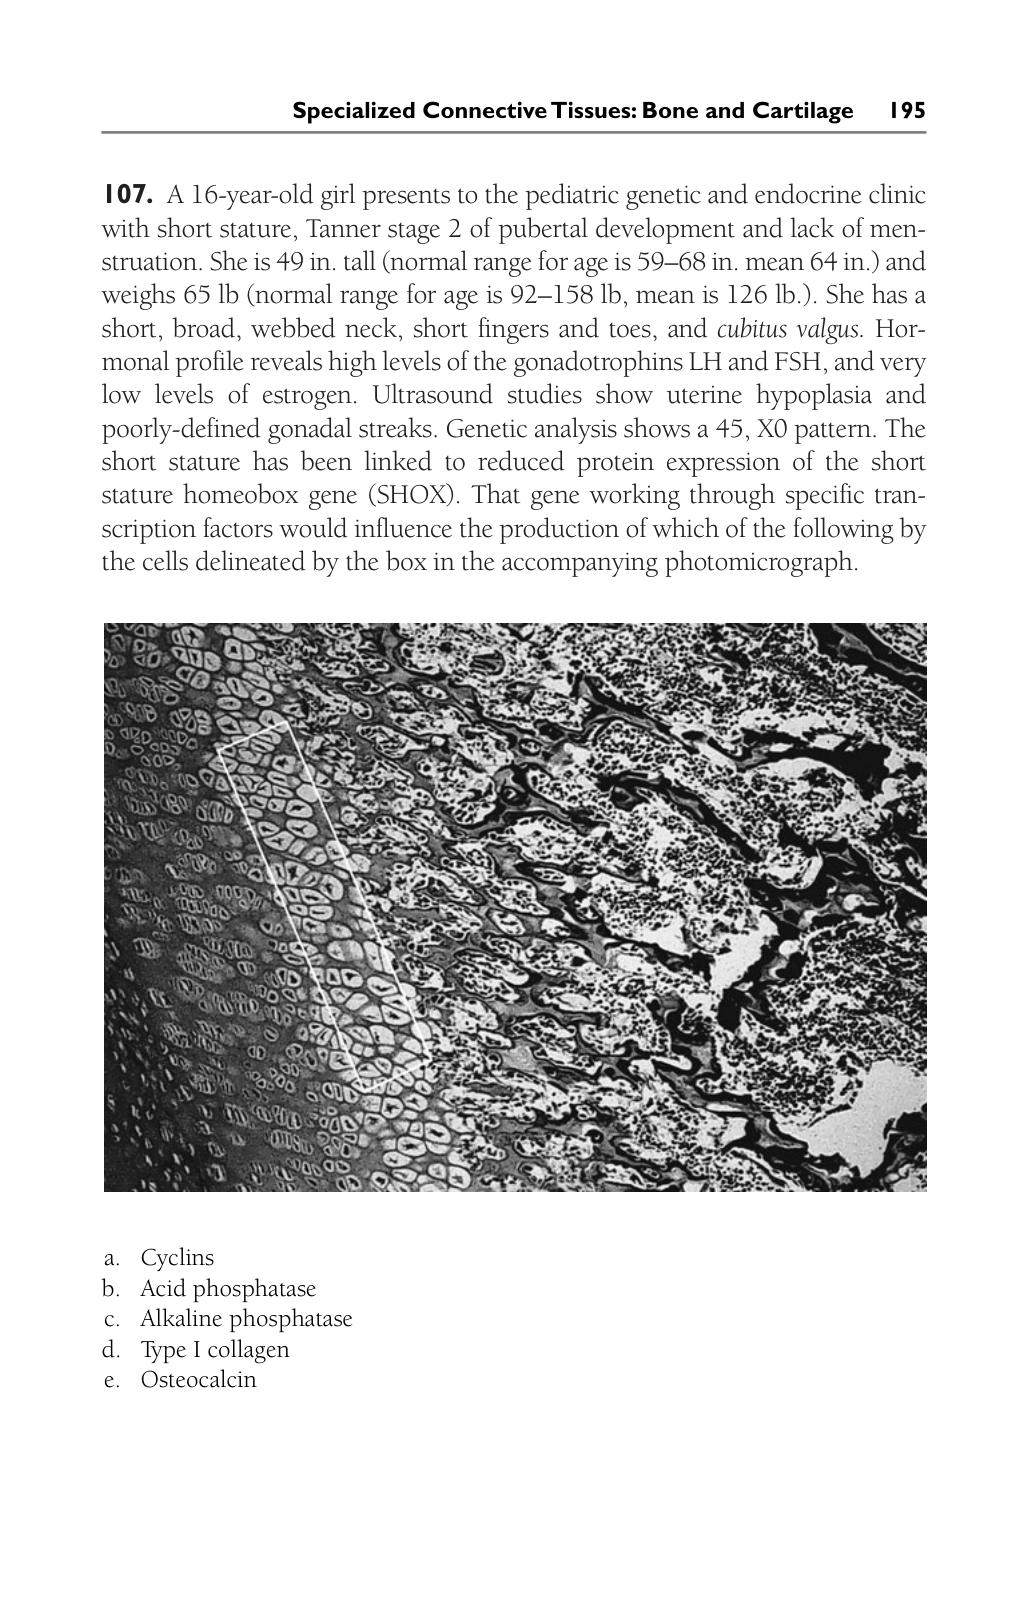 Specialized Connective Tissues: Bone and Cartilage 195
107. A 16-year-old girl presents to the pediatric genetic and endocrine clinic
with short stature, Tanner stage 2 of pubertal development and lack of men-
struation. She is 49 in. tall (normal range for age is 59–68 in. mean 64 in.) and
weighs 65 lb (normal range for age is 92–158 lb, mean is 126 lb.). She has a
short, broad, webbed neck, short fingers and toes, and cubitus valgus. Hor-
monal profile reveals high levels of the gonadotrophins LH and FSH, and very
low levels of estrogen. Ultrasound studies show uterine hypoplasia and
poorly-defined gonadal streaks. Genetic analysis shows a 45, X0 pattern. The
short stature has been linked to reduced protein expression of the short
stature homeobox gene (SHOX). That gene working through specific tran-
scription factors would influence the production of which of the following by
the cells delineated by the box in the accompanying photomicrograph.
a. Cyclins
b. Acid phosphatase
c. Alkaline phosphatase
d. Type I collagen
e. Osteocalcin